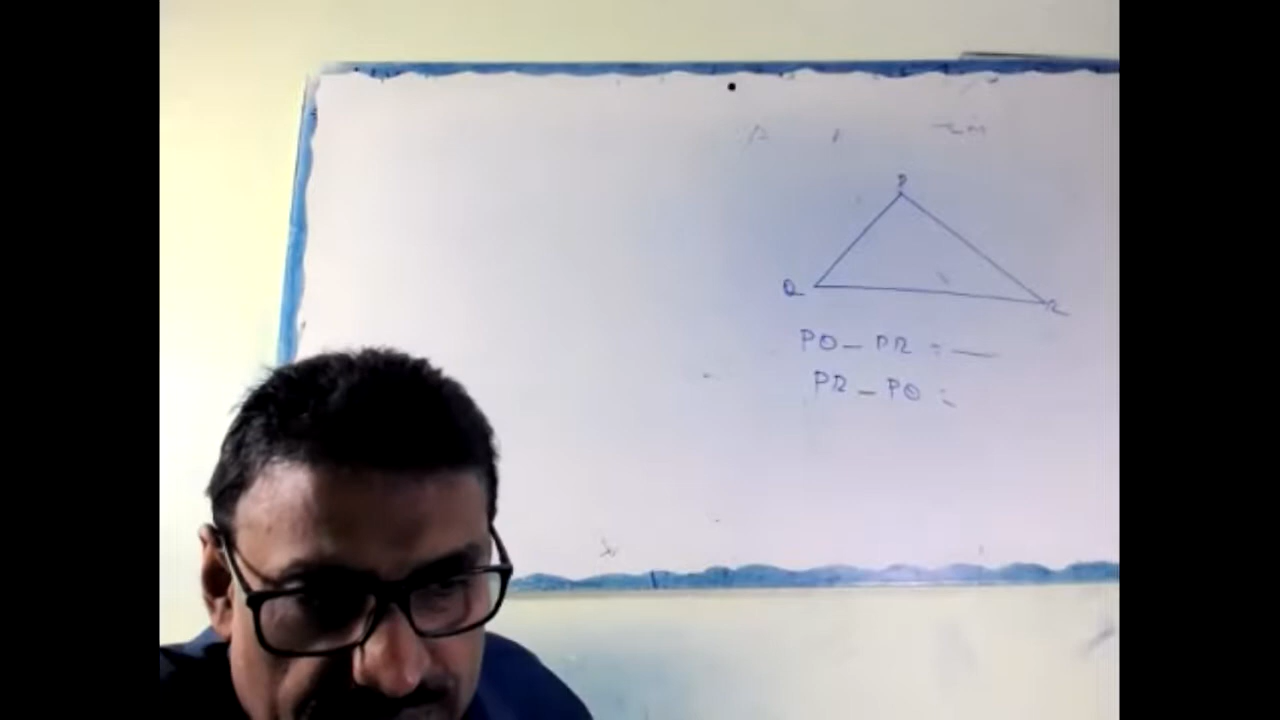 P
Q
R
PQ - PR = —
PR - PQ =